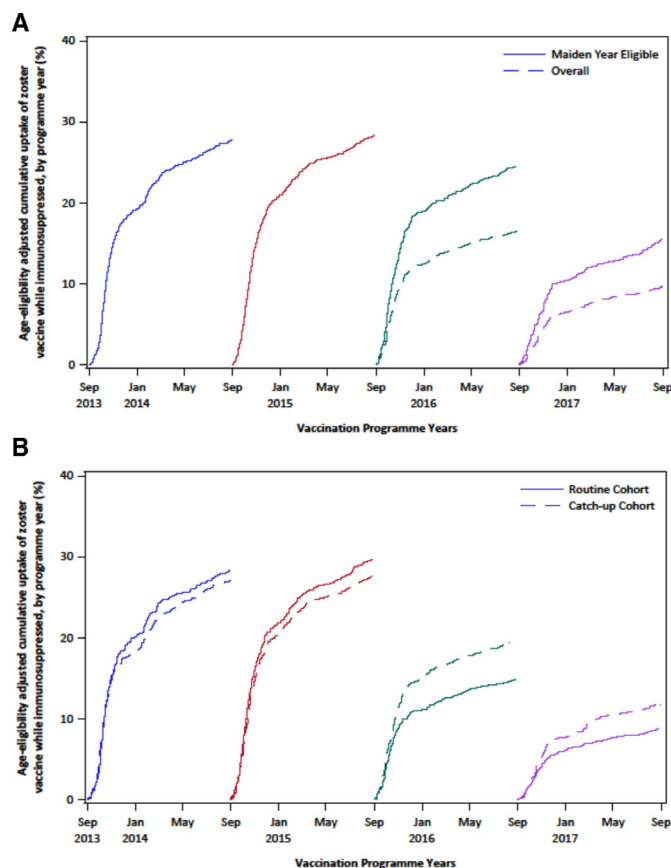 A
Age-eligibility adjusted cumulative uptake of zoster
vaccine while immunosuppressed, by programme year (%)
40
30
20
10
0
Maiden Year Eligible
Overall
Sep Jan May Sep Jan May Sep Jan May Sep Jan May Sep
2013 2014 2015 2016 2017
Vaccination Programme Years
B
Age-eligibility adjusted cumulative uptake of zoster
vaccine while immunosuppressed, by programme year (%)
40
30
20
10
0
Routine Cohort
Catch-up Cohort
Sep Jan May Sep Jan May Sep Jan May Sep Jan May Sep
2013 2014 2015 2016 2017
Vaccination Programme Years